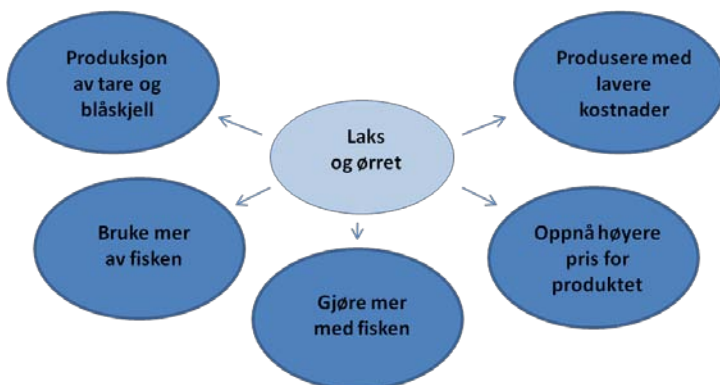 Produksjon
av tare og
blåskjell
Produsere med
lavere
kostnader
Laks
og ørret
Bruke mer
av fisken
Oppnå høyere
pris for
produktet
Gjøre mer
med fisken